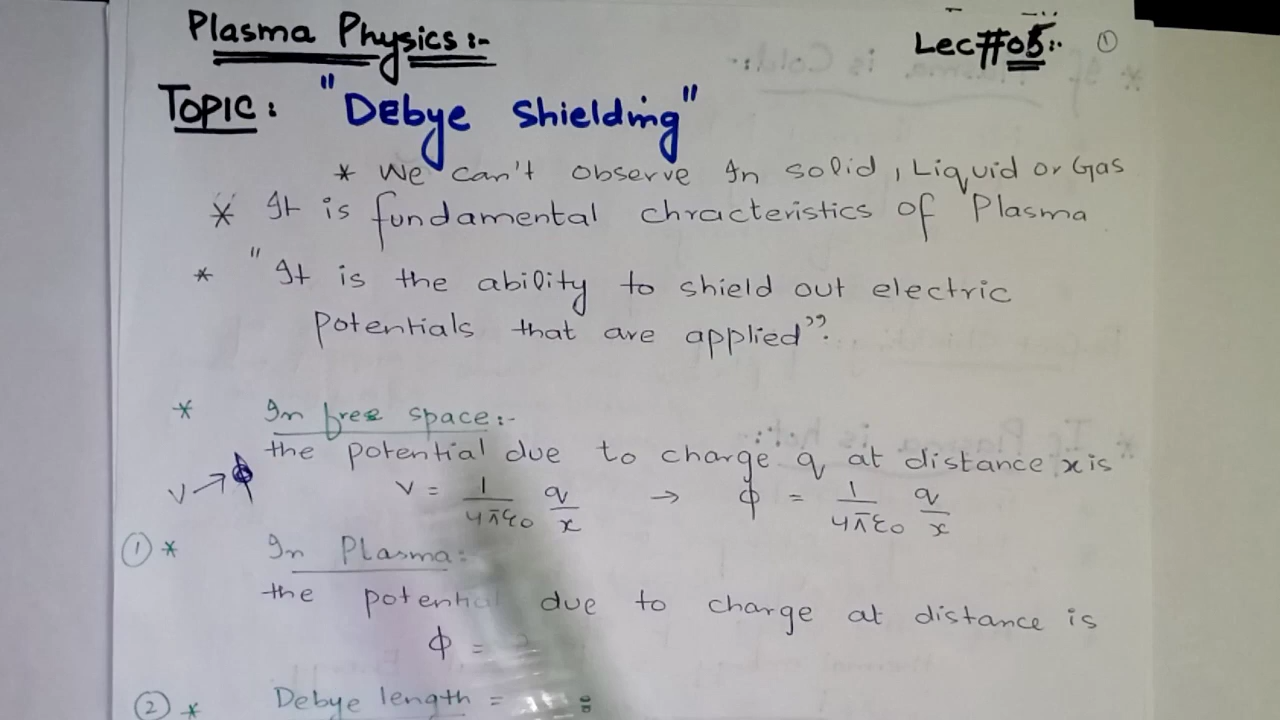 Plasma Physics:-
Lec#05:- ①
TOPIC: "Debye Shielding"
* We can't observe In solid, Liquid or Gas
* It is fundamental chracteristics of Plasma
* "It is the ability to shield out electric
potentials that are applied".
* In free space:-
the potential due to charge q at distance x is
V → ϕ
V = 1/4πε0 q/x → ϕ = 1/4πε0 q/x
① * In Plasma:
the potential due to charge at distance is
ϕ =
② * Debye length =